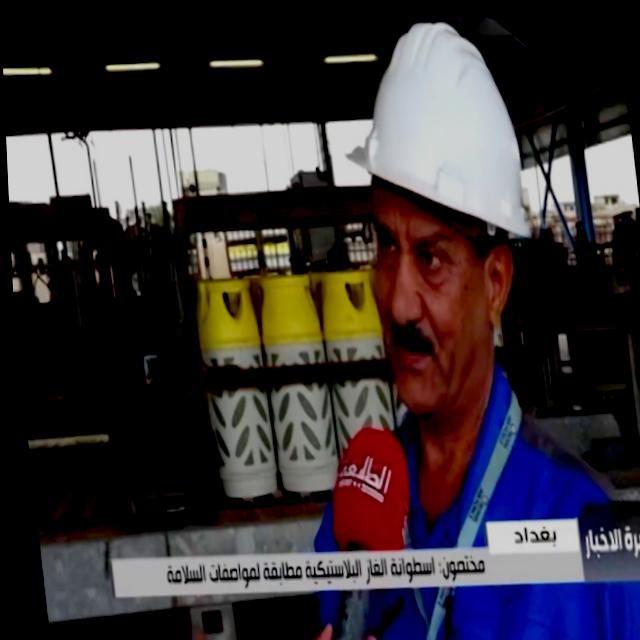 الطليعة
بغداد
مختصون: اسطوانة الغاز البلاستيكية مطابقة لمواصفات السلامة